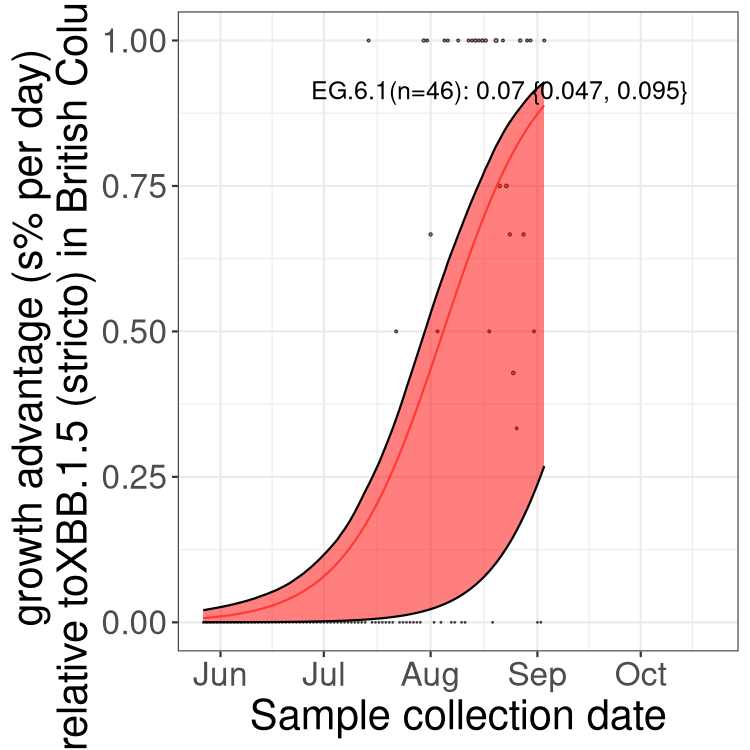 growth advantage (s% per day)
relative toXBB.1.5 (stricto) in British Colu
1.00
0.75
0.50
0.25
0.00
EG.6.1(n=46): 0.07 {0.047, 0.095}
Jun Jul Aug Sep Oct
Sample collection date